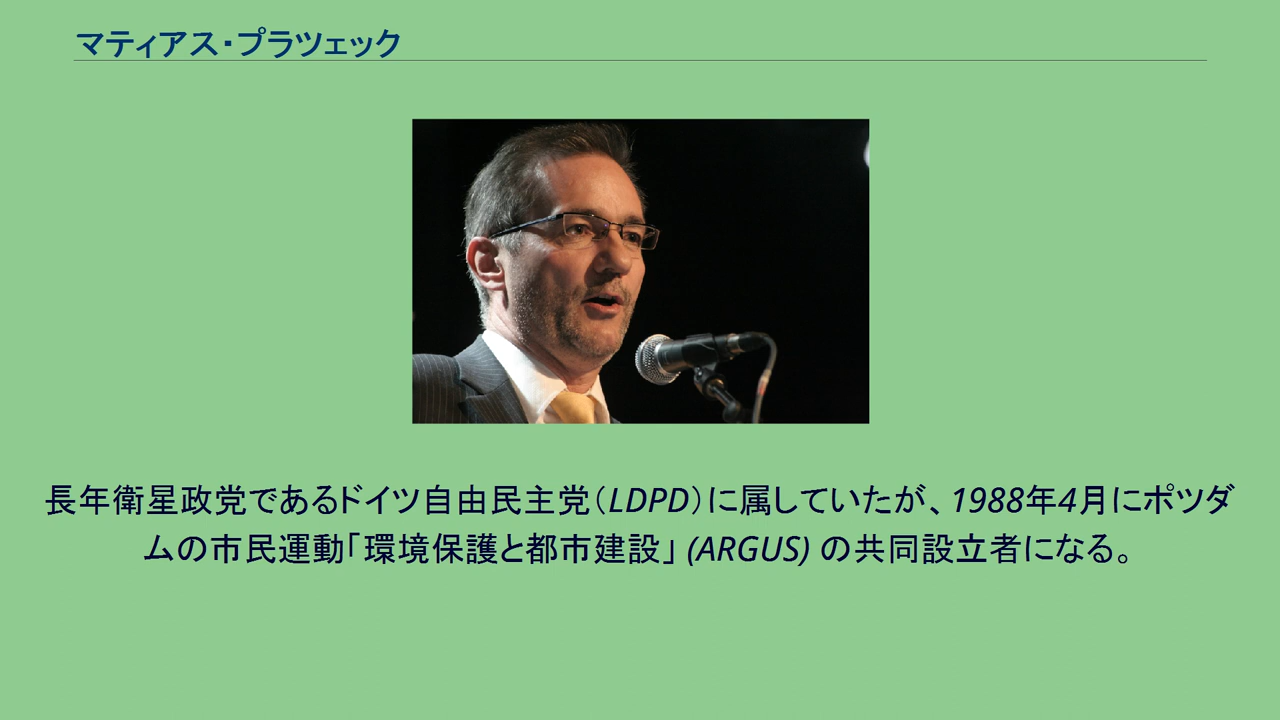 マティアス・プラツェック
長年衛星政党であるドイツ自由民主党（LDPD）に属していたが、1988年4月にポツダ
ムの市民運動「環境保護と都市建設」 (ARGUS) の共同設立者になる。